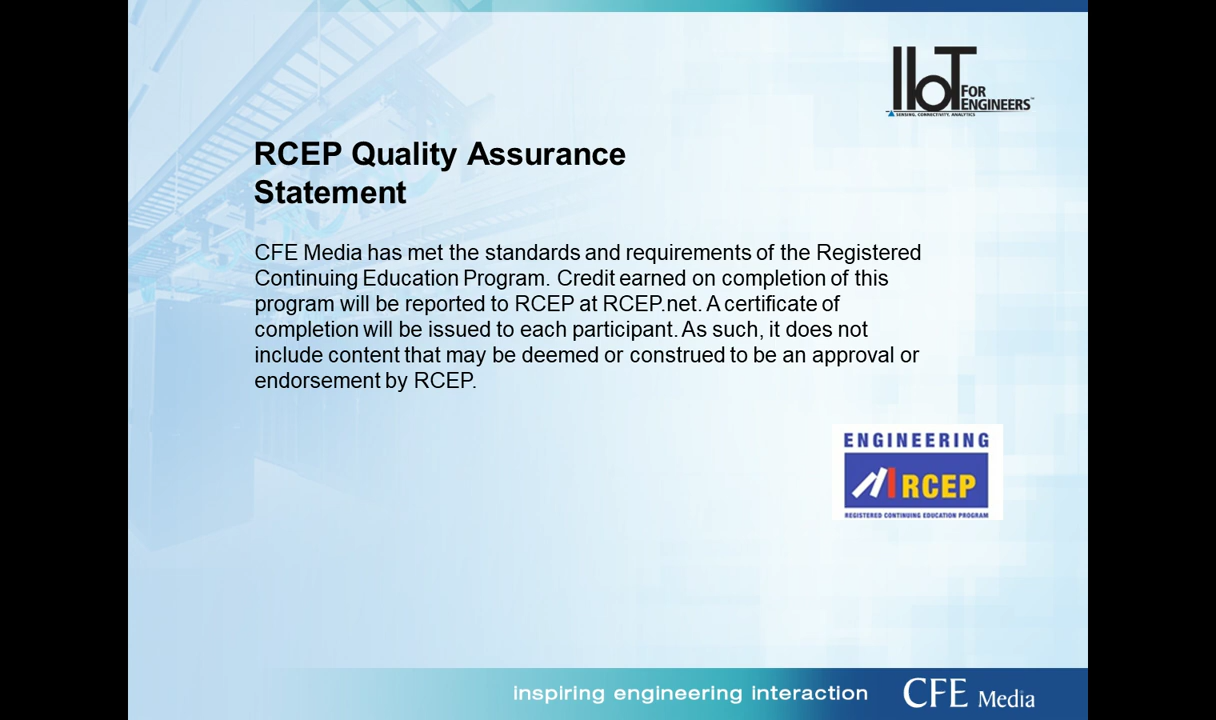 IIoT FOR ENGINEERS™
SENSING, CONNECTIVITY, ANALYTICS
RCEP Quality Assurance
Statement
CFE Media has met the standards and requirements of the Registered
Continuing Education Program. Credit earned on completion of this
program will be reported to RCEP at RCEP.net. A certificate of
completion will be issued to each participant. As such, it does not
include content that may be deemed or construed to be an approval or
endorsement by RCEP.
ENGINEERING
RCEP
REGISTERED CONTINUING EDUCATION PROGRAM
inspiring engineering interaction
CFE Media